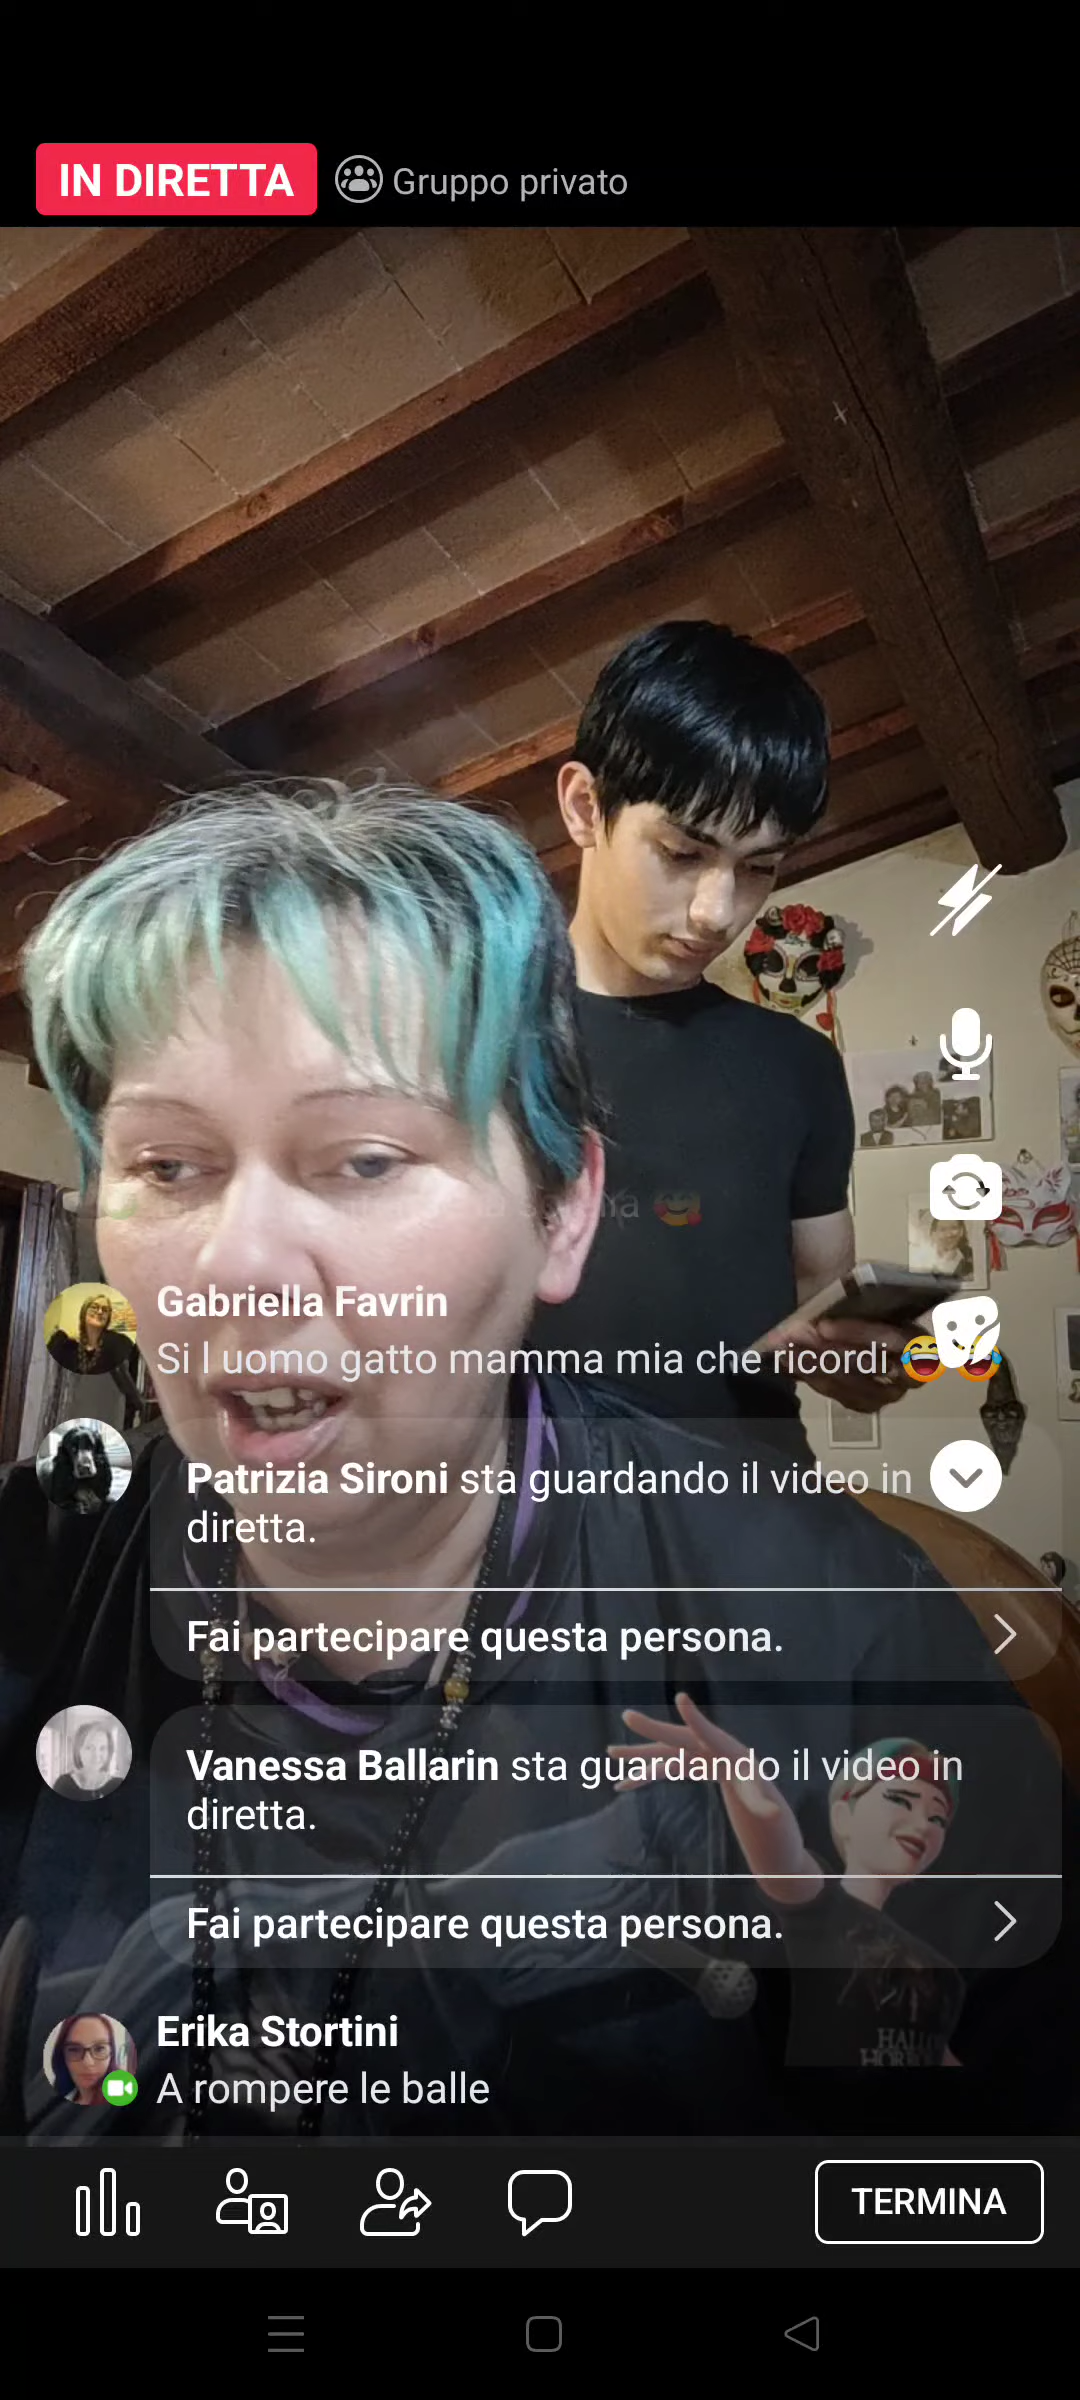 IN DIRETTA
Gruppo privato
Gabriella Favrin
Si l uomo gatto mamma mia che ricordi 😂😂
Patrizia Sironi sta guardando il video in
diretta.
Fai partecipare questa persona.
Vanessa Ballarin sta guardando il video in
diretta.
Fai partecipare questa persona.
Erika Stortini
A rompere le balle
TERMINA